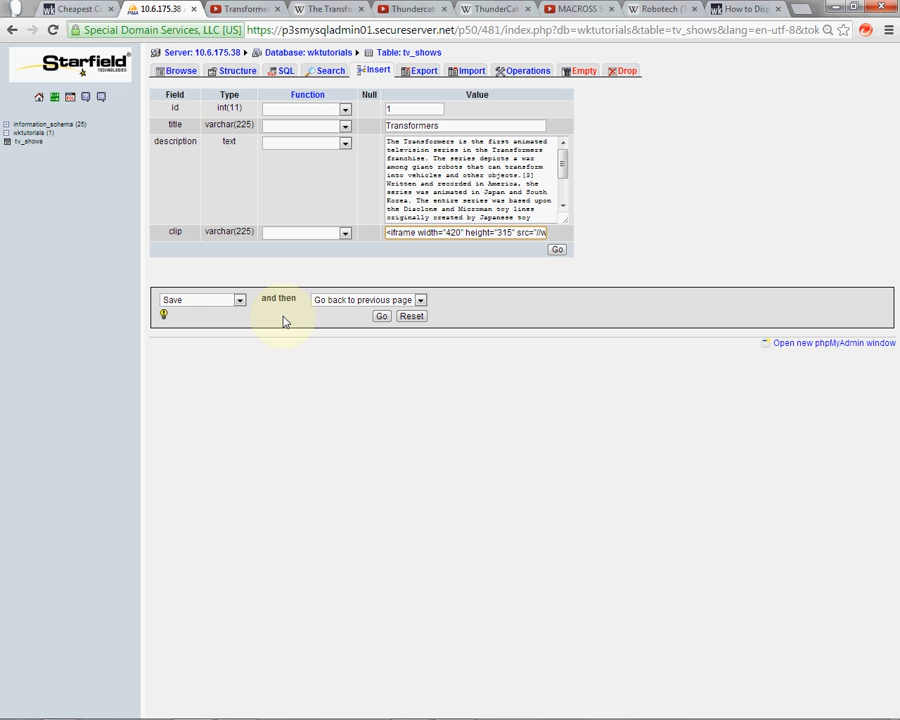 Cheapest C
10.6.175.38
Transformers
The Transfo
Thundercat
ThunderCat
MACROSS S
Robotech (T
How to Disp
Special Domain Services, LLC [US]
https://p3smysqladmin01.secureserver.net/p50/481/index.php?db=wktutorials&table=tv_shows&lang=en-utf-8&tok
Starfield
TECHNOLOGIES
information_schema (25)
wktutorials (1)
tv_shows
Server: 10.6.175.38 Database: wktutorials Table: tv_shows
Browse Structure SQL Search Insert Export Import Operations Empty Drop
Field Type Function Null Value
id int(11) 1
title varchar(225) Transformers
description text
The Transformers is the first animated
television series in the Transformers
franchise. The series depicts a war
among giant robots that can transform
into vehicles and other objects.[2]
Written and recorded in America, the
series was animated in Japan and South
Korea. The entire series was based upon
the Diaclone and Microman toy lines
originally created by Japanese toy
clip varchar(225) <iframe width="420" height="315" src="//w
Go
Save and then Go back to previous page
Go Reset
Open new phpMyAdmin window